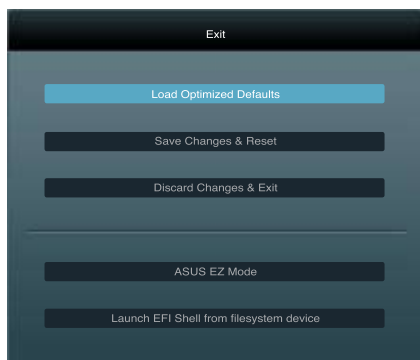 Exit
Load Optimized Defaults
Save Changes & Reset
Discard Changes & Exit
ASUS EZ Mode
Launch EFI Shell from filesystem device